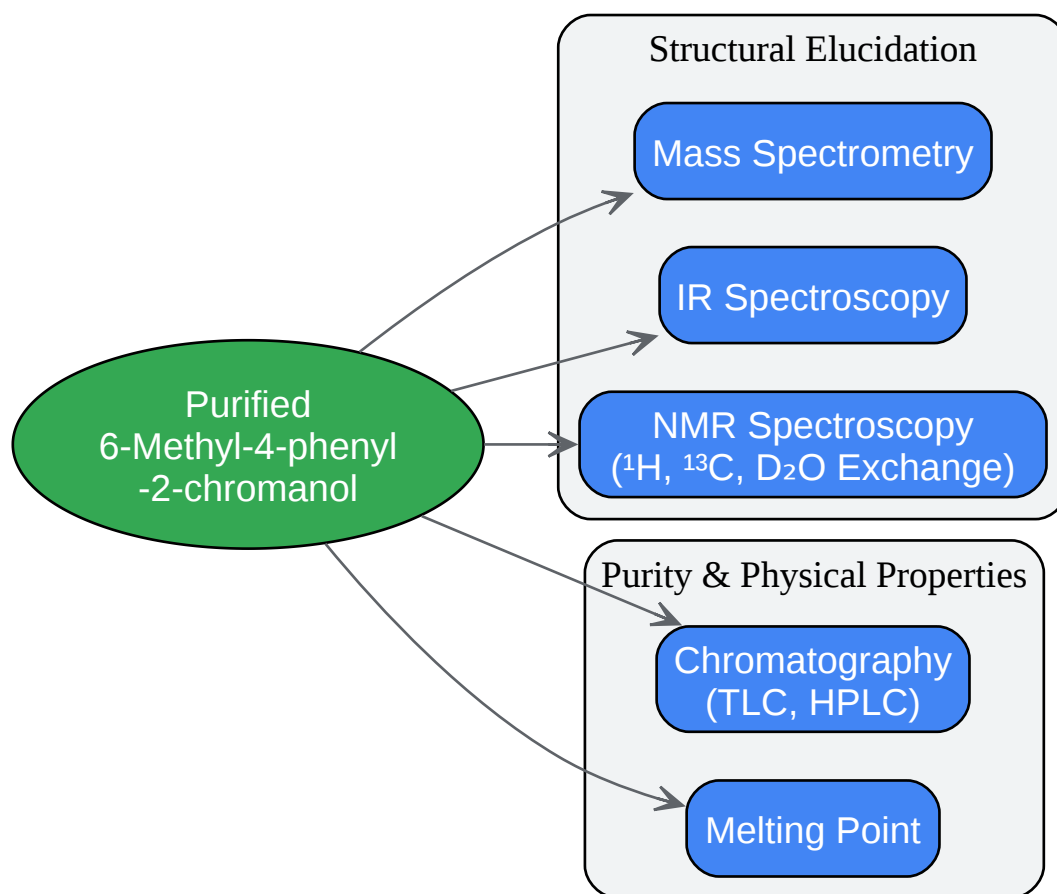 Structural Elucidation
Mass Spectrometry
IR Spectroscopy
NMR Spectroscopy
(¹H, ¹³C, D₂O Exchange)
Purified
6-Methyl-4-phenyl
-2-chromanol
Purity & Physical Properties
Chromatography
(TLC, HPLC)
Melting Point